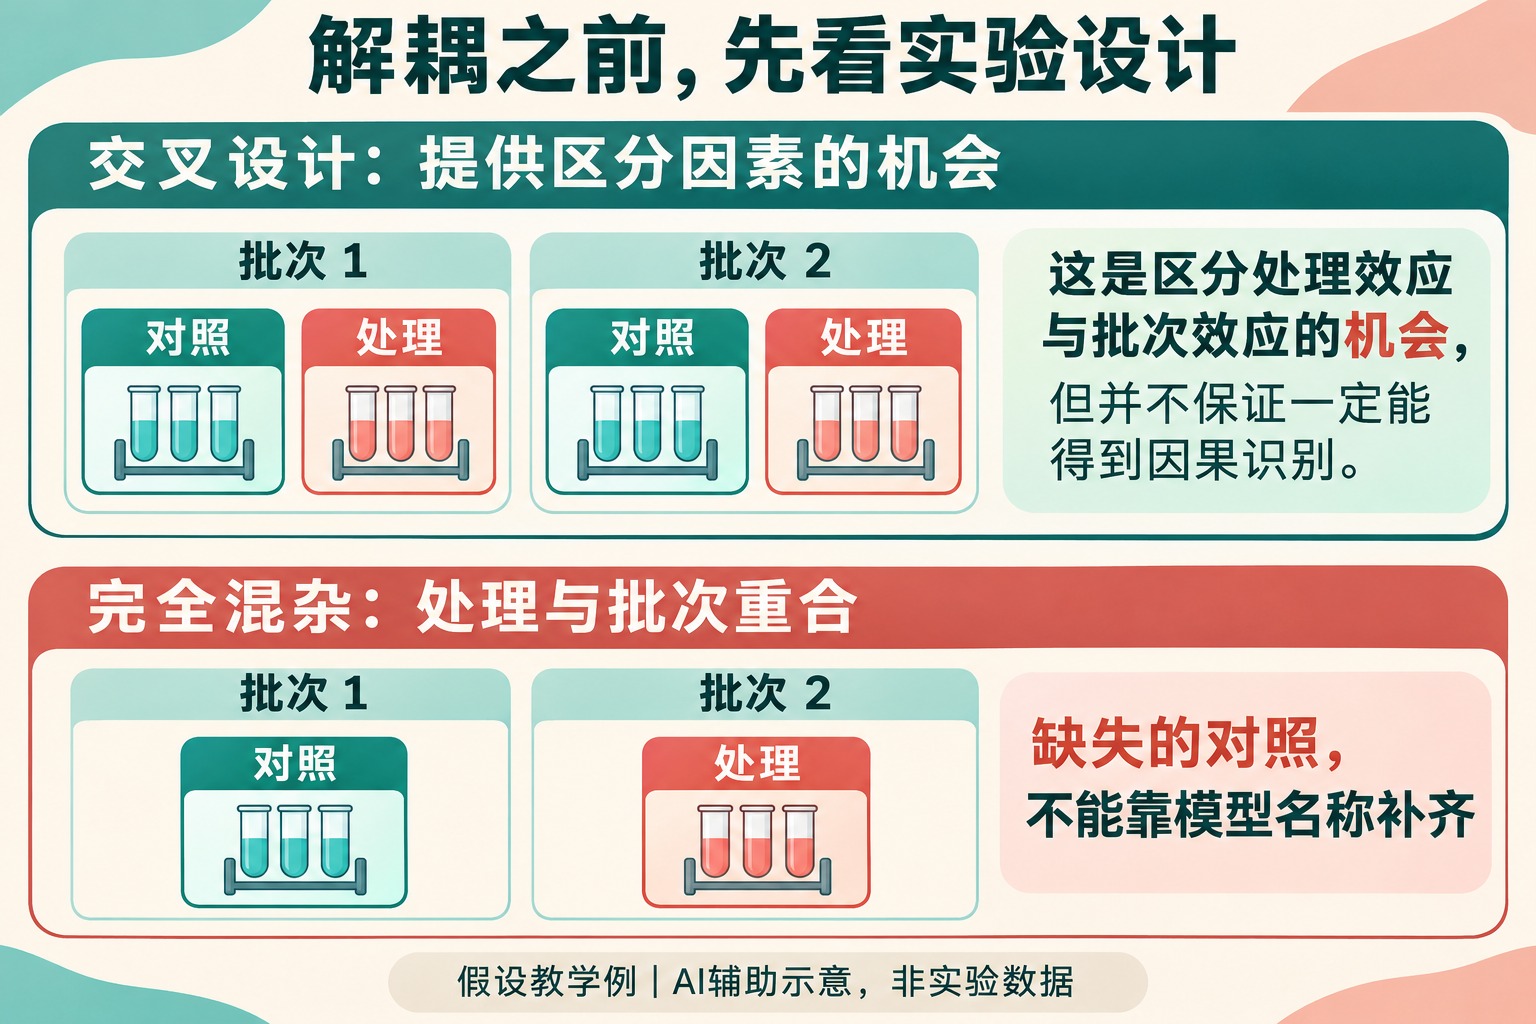 解耦之前，先看实验设计
交叉设计：提供区分因素的机会
批次 1
对照
处理
批次 2
对照
处理
这是区分处理效应
与批次效应的机会，
但并不保证一定能
得到因果识别。
完全混杂：处理与批次重合
批次 1
对照
批次 2
处理
缺失的对照，
不能靠模型名称补齐
假设教学例｜AI辅助示意，非实验数据